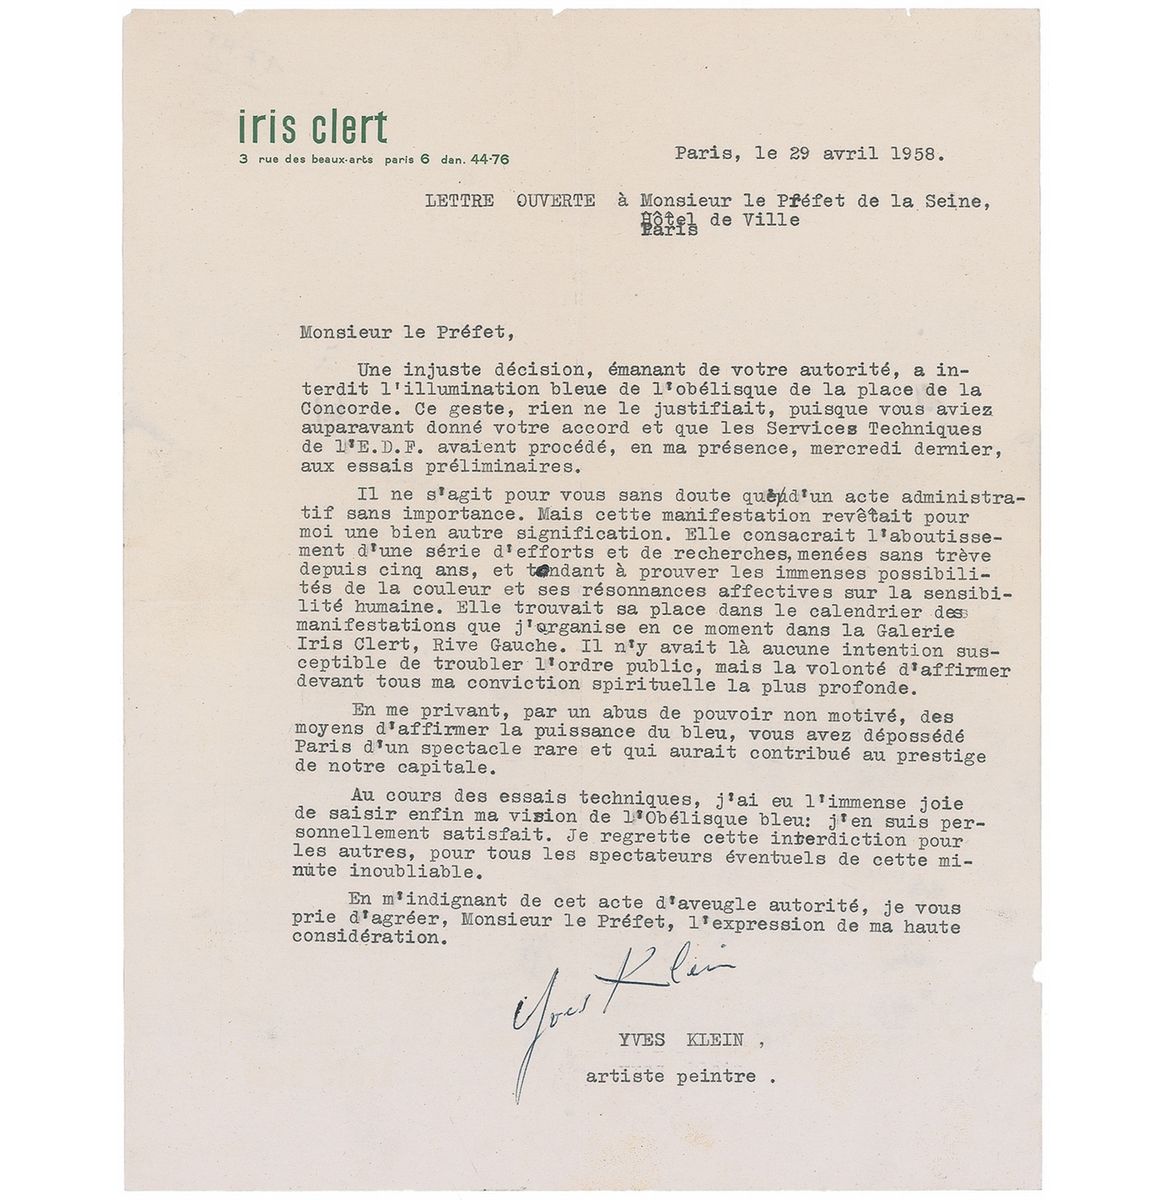 iris clert
3 rue des beaux-arts paris 6 dan. 44-76
Paris, le 29 avril 1958.
LETTRE OUVERTE à Monsieur le Préfet de la Seine,
Hôtel de Ville
Paris
Monsieur le Préfet,
Une injuste décision, émanant de votre autorité, a in-
terdit l'illumination bleue de l'obélisque de la place de la
Concorde. Ce geste, rien ne le justifiait, puisque vous aviez
auparavant donné votre accord et que les Services Techniques
de l'E.D.F. avaient procédé, en ma présence, mercredi dernier,
aux essais préliminaires.
Il ne s'agit pour vous sans doute que d'un acte administra-
tif sans importance. Mais cette manifestation revêtait pour
moi une bien autre signification. Elle consacrait l'aboutisse-
ment d'une série d'efforts et de recherches, menées sans trève
depuis cinq ans, et tendant à prouver les immenses possibili-
tés de la couleur et ses résonnances affectives sur la sensibi-
lité humaine. Elle trouvait sa place dans le calendrier des
manifestations que j'organise en ce moment dans la Galerie
Iris Clert, Rive Gauche. Il n'y avait là aucune intention sus-
ceptible de troubler l'ordre public, mais la volonté d'affirmer
devant tous ma conviction spirituelle la plus profonde.
En me privant, par un abus de pouvoir non motivé, des
moyens d'affirmer la puissance du bleu, vous avez dépossédé
Paris d'un spectacle rare et qui aurait contribué au prestige
de notre capitale.
Au cours des essais techniques, j'ai eu l'immense joie
de saisir enfin ma vision de l'Obélisque bleu: j'en suis per-
sonnellement satisfait. Je regrette cette interdiction pour
les autres, pour tous les spectateurs éventuels de cette mi-
nute inoubliable.
En m'indignant de cet acte d'aveugle autorité, je vous
prie d'agréer, Monsieur le Préfet, l'expression de ma haute
considération.
Yves Klein
YVES KLEIN ,
artiste peintre .